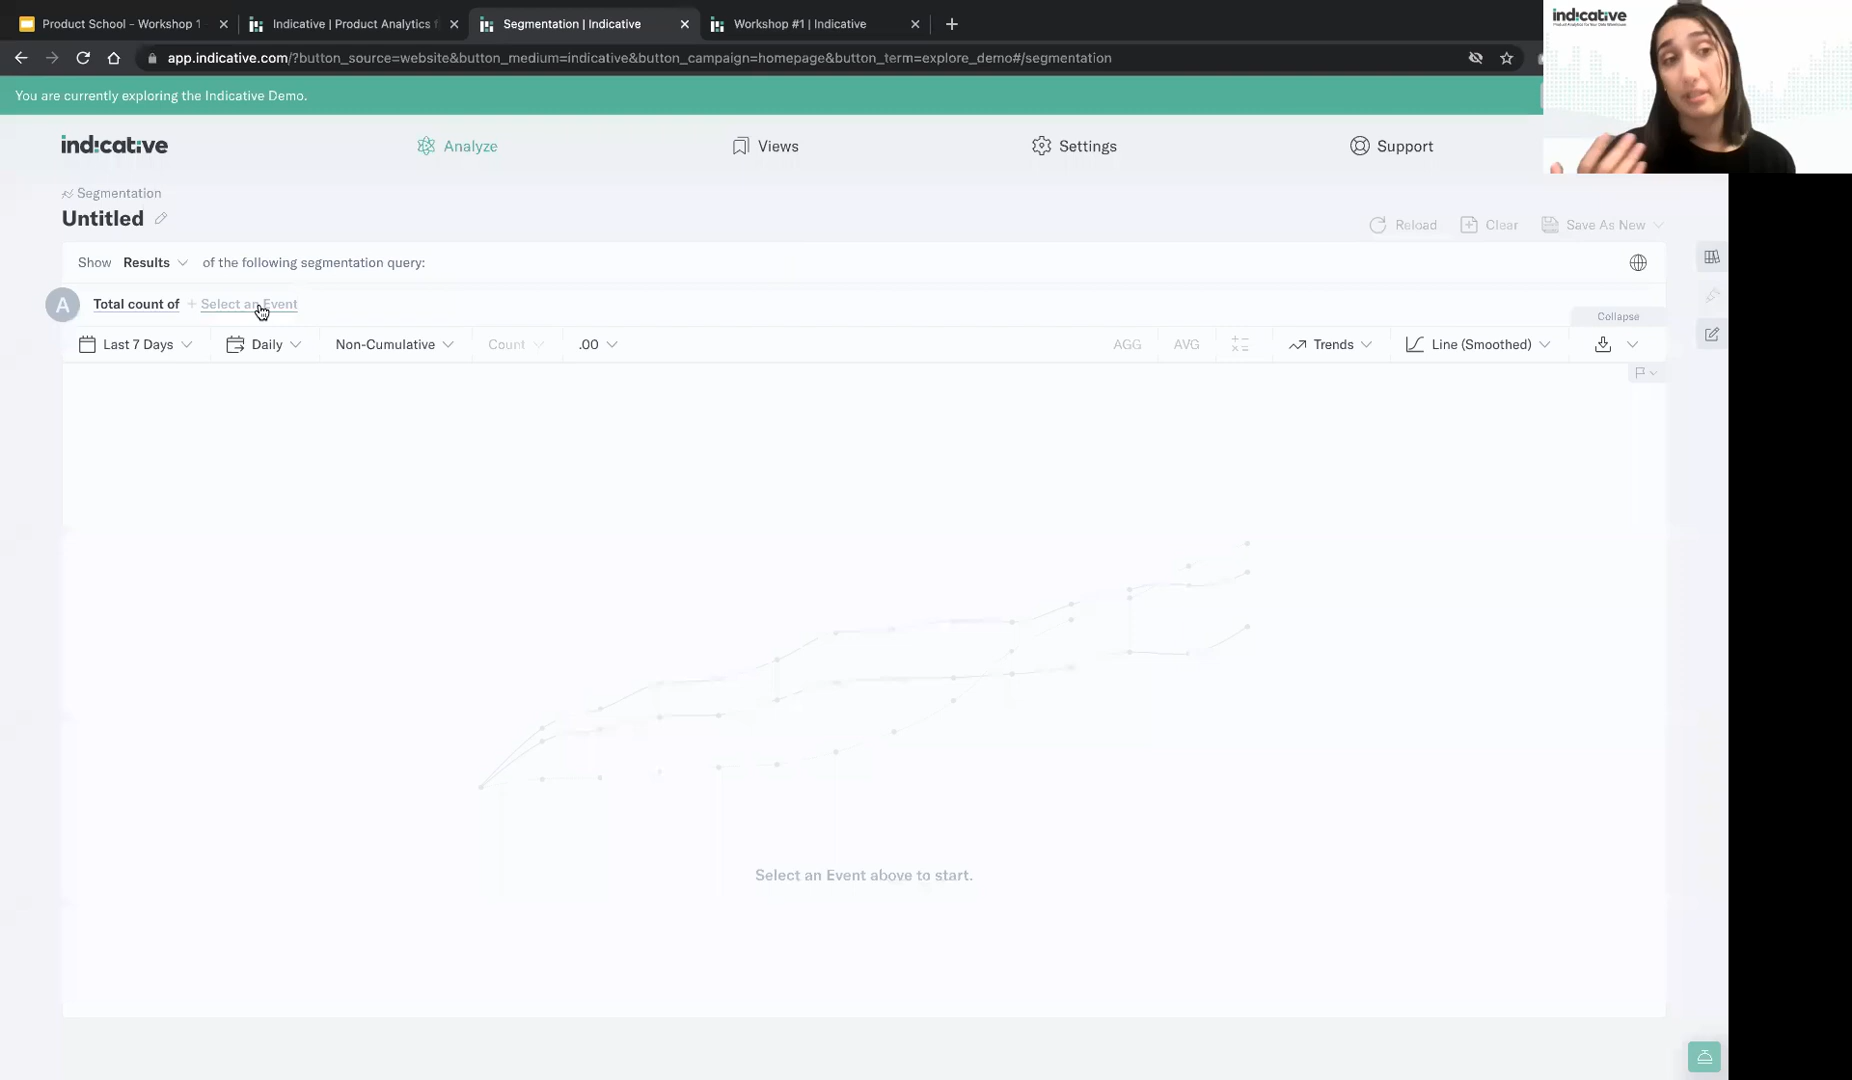 Product School - Workshop 1
Indicative | Product Analytics f
Segmentation | Indicative
Workshop #1 | Indicative
app.indicative.com/?button_source=website&button_medium=indicative&button_campaign=homepage&button_term=explore_demo#/segmentation
indicative
You are currently exploring the Indicative Demo.
indicative
Analyze
Views
Settings
Support
Segmentation
Untitled
Reload
Clear
Save As New
Show Results of the following segmentation query:
A Total count of + Select an Event
Collapse
Last 7 Days
Daily
Non-Cumulative
Count
.00
AGG
AVG
Trends
Line (Smoothed)
Select an Event above to start.